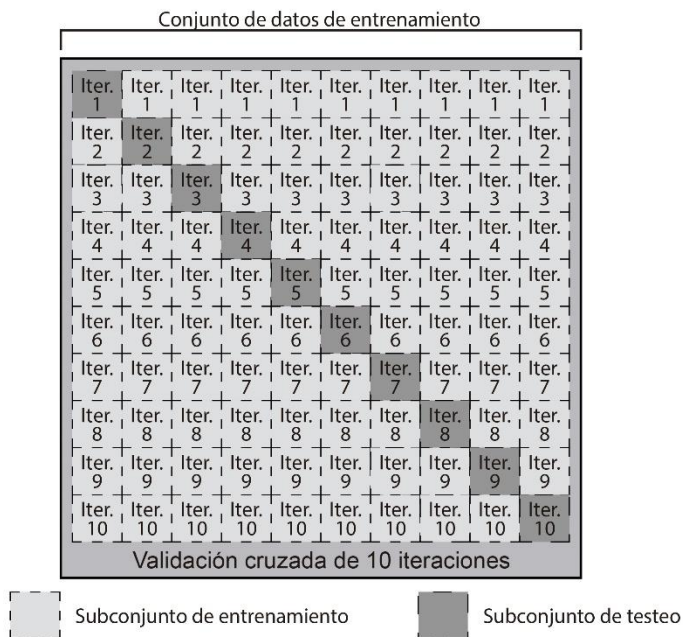 Conjunto de datos de entrenamiento
Iter. Iter. Iter. Iter. Iter. Iter. Iter. Iter. Iter. Iter.
1 1 1 1 1 1 1 1 1 1
Iter. Iter. Iter. Iter. Iter. Iter. Iter. Iter. Iter. Iter.
2 2 2 2 2 2 2 2 2 2
Iter. Iter. Iter. Iter. Iter. Iter. Iter. Iter. Iter. Iter.
3 3 3 3 3 3 3 3 3 3
Iter. Iter. Iter. Iter. Iter. Iter. Iter. Iter. Iter. Iter.
4 4 4 4 4 4 4 4 4 4
Iter. Iter. Iter. Iter. Iter. Iter. Iter. Iter. Iter. Iter.
5 5 5 5 5 5 5 5 5 5
Iter. Iter. Iter. Iter. Iter. Iter. Iter. Iter. Iter. Iter.
6 6 6 6 6 6 6 6 6 6
Iter. Iter. Iter. Iter. Iter. Iter. Iter. Iter. Iter. Iter.
7 7 7 7 7 7 7 7 7 7
Iter. Iter. Iter. Iter. Iter. Iter. Iter. Iter. Iter. Iter.
8 8 8 8 8 8 8 8 8 8
Iter. Iter. Iter. Iter. Iter. Iter. Iter. Iter. Iter. Iter.
9 9 9 9 9 9 9 9 9 9
Iter. Iter. Iter. Iter. Iter. Iter. Iter. Iter. Iter. Iter.
10 10 10 10 10 10 10 10 10 10
Validación cruzada de 10 iteraciones
Subconjunto de entrenamiento
Subconjunto de testeo